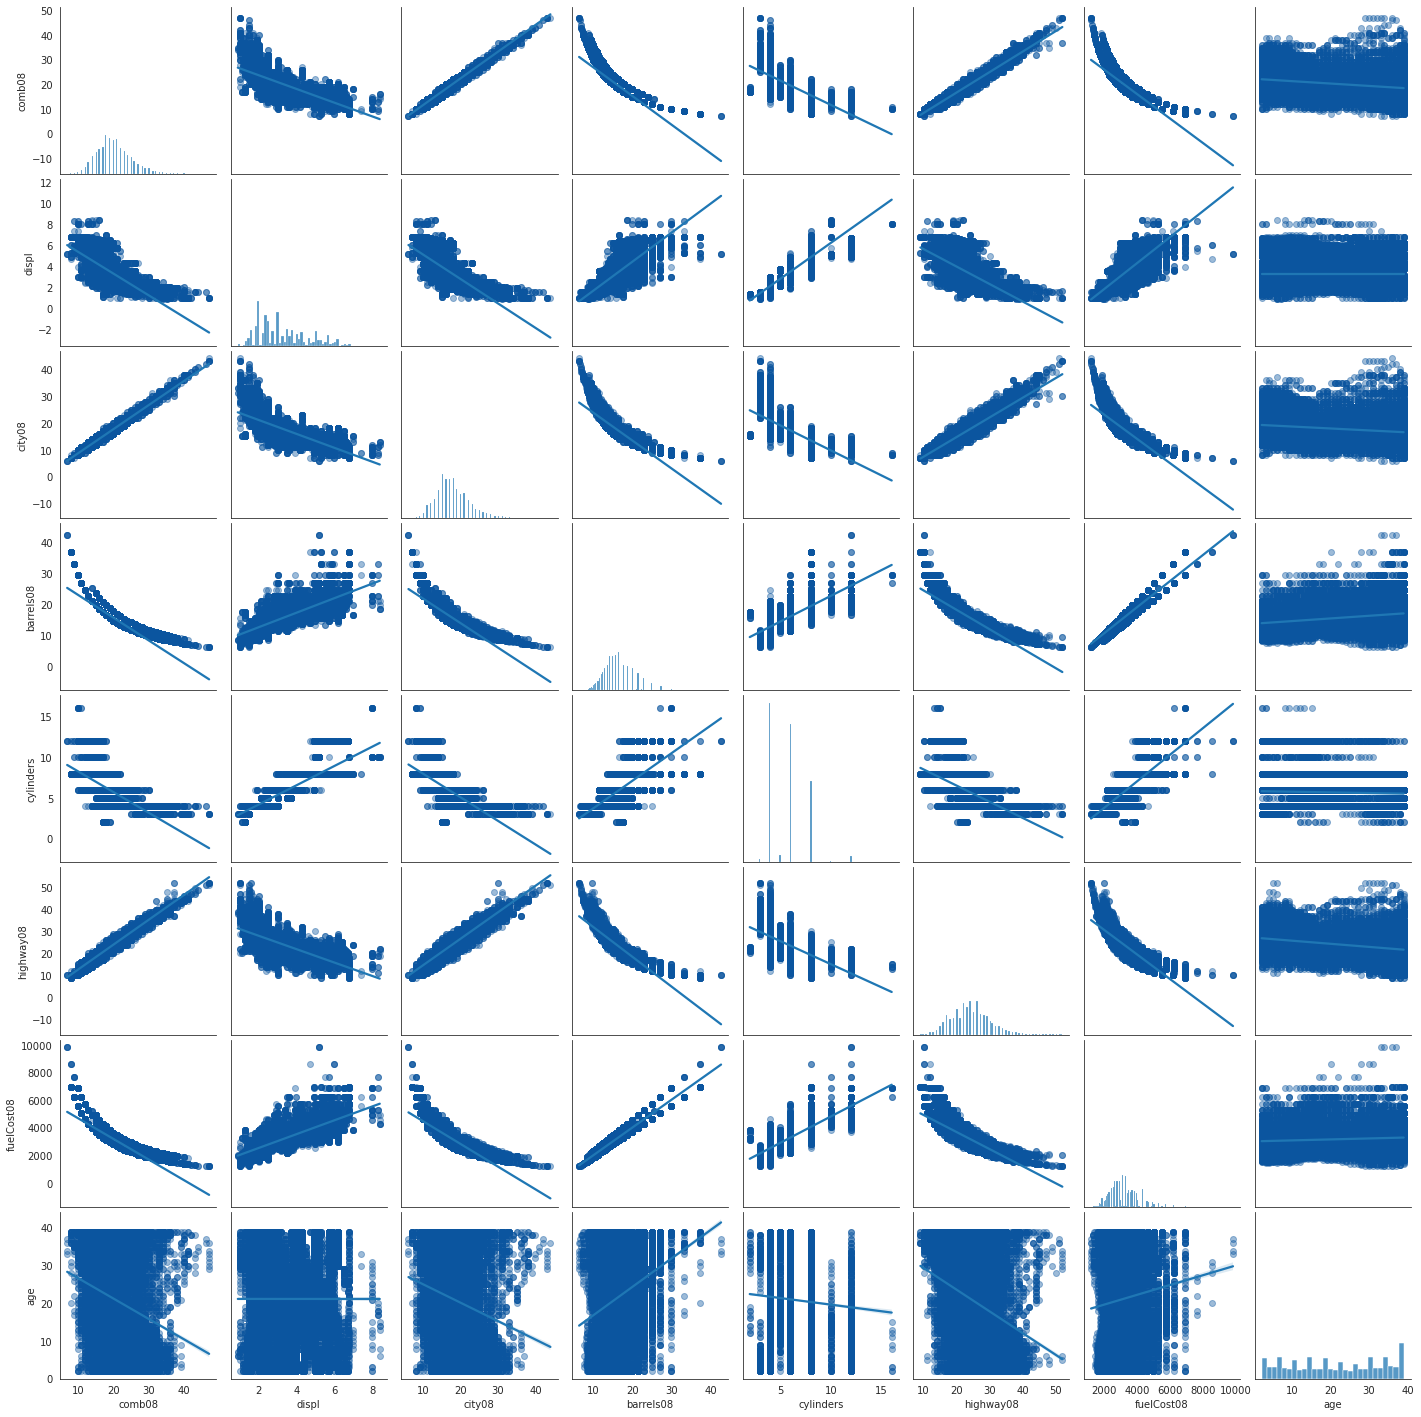 50
40
30
20
10
0
−10
comb08
12
10
8
6
4
2
0
−2
displ
40
30
20
10
0
−10
city08
40
30
20
10
0
barrels08
15
10
5
0
cylinders
50
40
30
20
10
0
−10
highway08
10000
8000
6000
4000
2000
0
fuelCost08
40
30
20
10
0
age
10 20 30 40
2 4 6 8
10 20 30 40
10 20 30 40
5 10 15
10 20 30 40 50
2000 4000 6000 8000 10000
10 20 30 40
comb08 displ city08 barrels08 cylinders highway08 fuelCost08 age